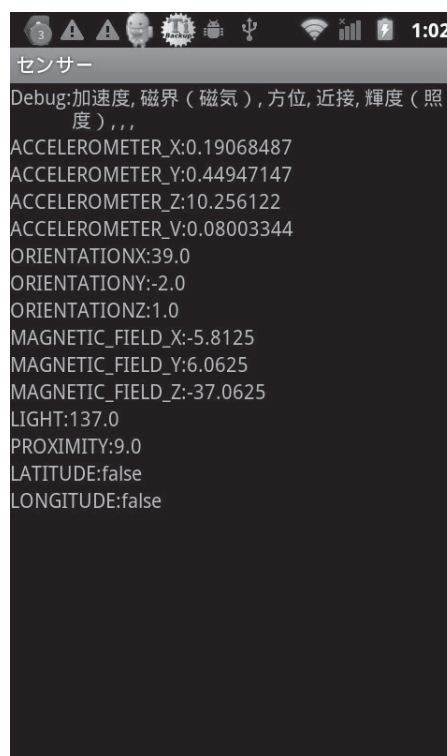 3
Ti
Backup
1:02
センサー
Debug:加速度, 磁界（磁気）, 方位, 近接, 輝度（照
度）, , ,
ACCELEROMETER_X:0.19068487
ACCELEROMETER_Y:0.44947147
ACCELEROMETER_Z:10.256122
ACCELEROMETER_V:0.08003344
ORIENTATIONX:39.0
ORIENTATIONY:-2.0
ORIENTATIONZ:1.0
MAGNETIC_FIELD_X:-5.8125
MAGNETIC_FIELD_Y:6.0625
MAGNETIC_FIELD_Z:-37.0625
LIGHT:137.0
PROXIMITY:9.0
LATITUDE:false
LONGITUDE:false